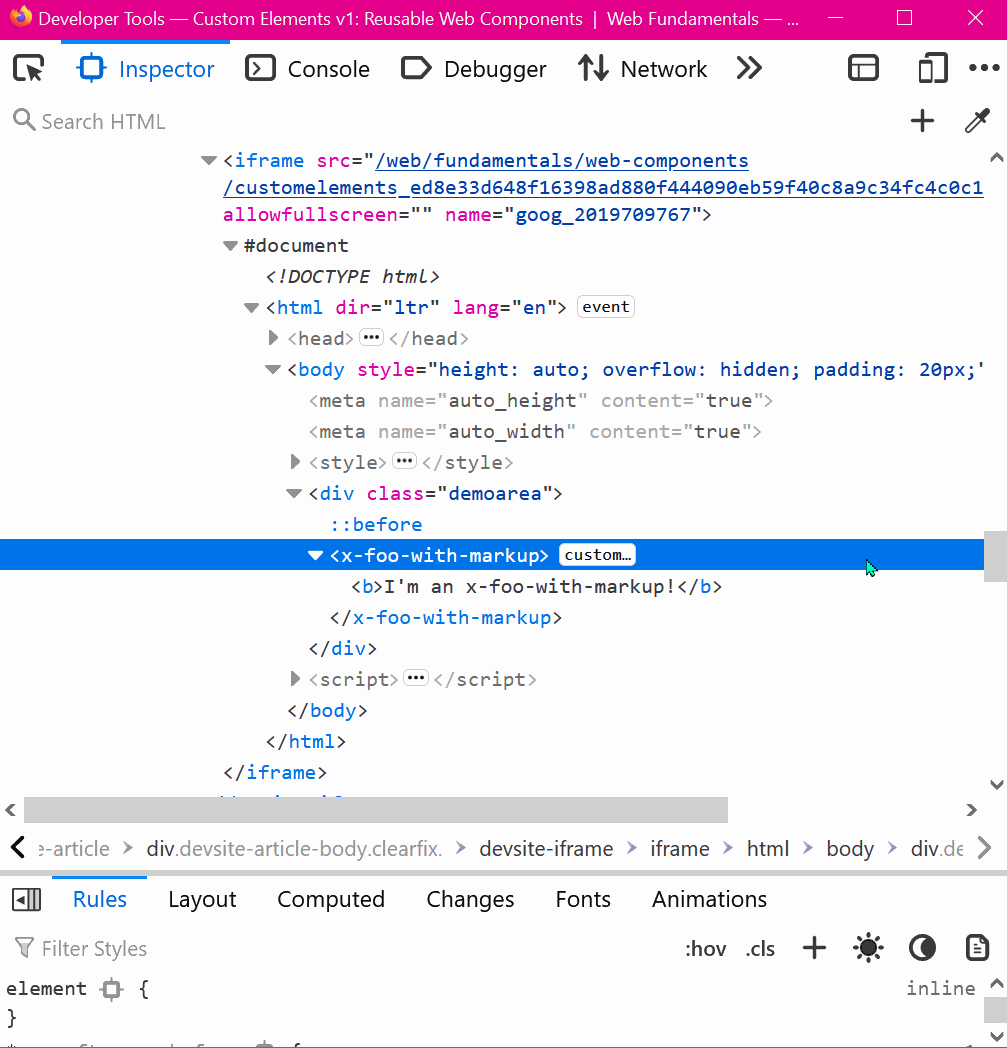 Developer Tools — Custom Elements v1: Reusable Web Components | Web Fundamentals — ...
Inspector Console Debugger Network
Search HTML
<iframe src="/web/fundamentals/web-components
/customelements_ed8e33d648f16398ad880f444090eb59f40c8a9c34fc4c0c1
allowfullscreen="" name="goog_2019709767">
#document
<!DOCTYPE html>
<html dir="ltr" lang="en"> event
<head> ••• </head>
<body style="height: auto; overflow: hidden; padding: 20px;"
<meta name="auto_height" content="true">
<meta name="auto_width" content="true">
<style> ••• </style>
<div class="demoarea">
::before
<x-foo-with-markup> custom…
<b>I'm an x-foo-with-markup!</b>
</x-foo-with-markup>
</div>
<script> ••• </script>
</body>
</html>
</iframe>
e-article > div.devsite-article-body.clearfix. > devsite-iframe > iframe > html > body > div.de
Rules Layout Computed Changes Fonts Animations
Filter Styles :hov .cls
element { inline
}